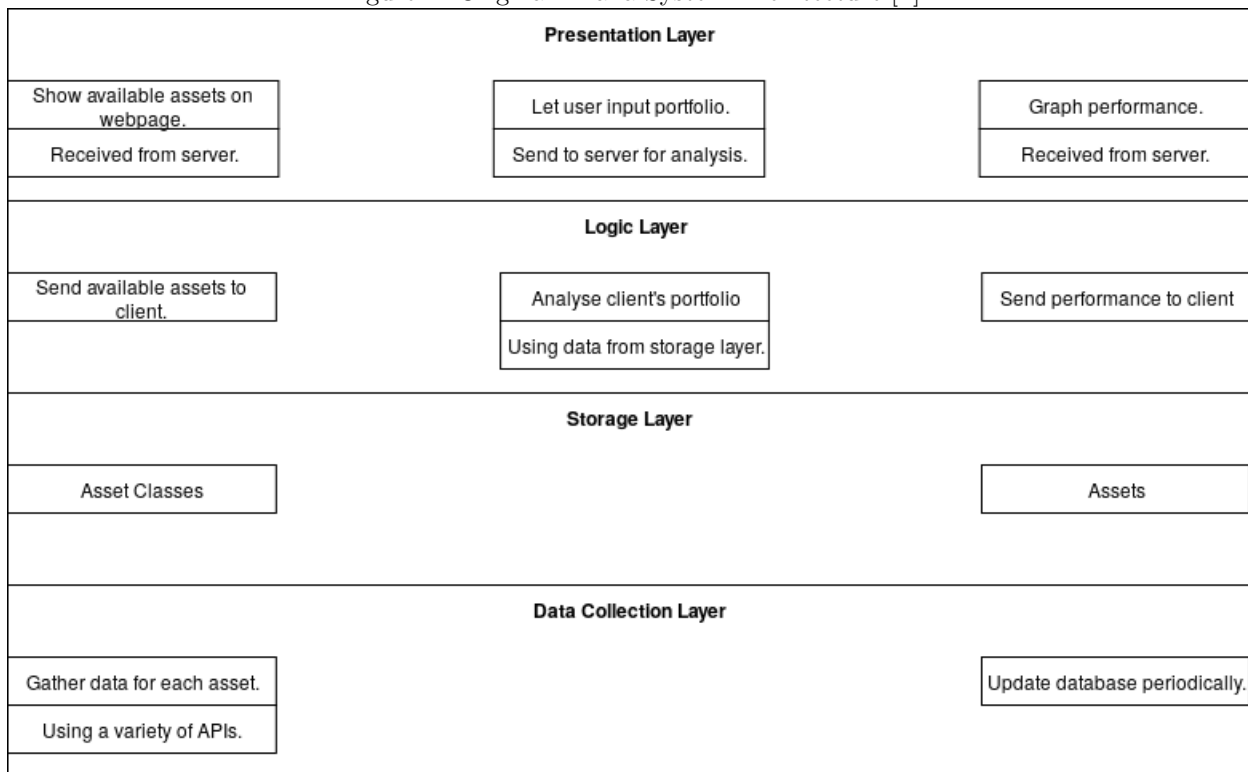 Presentation Layer
Show available assets on
webpage.
Received from server.
Let user input portfolio.
Send to server for analysis.
Graph performance.
Received from server.
Logic Layer
Send available assets to
client.
Analyse client's portfolio
Using data from storage layer.
Send performance to client
Storage Layer
Asset Classes
Assets
Data Collection Layer
Gather data for each asset.
Using a variety of APIs.
Update database periodically.